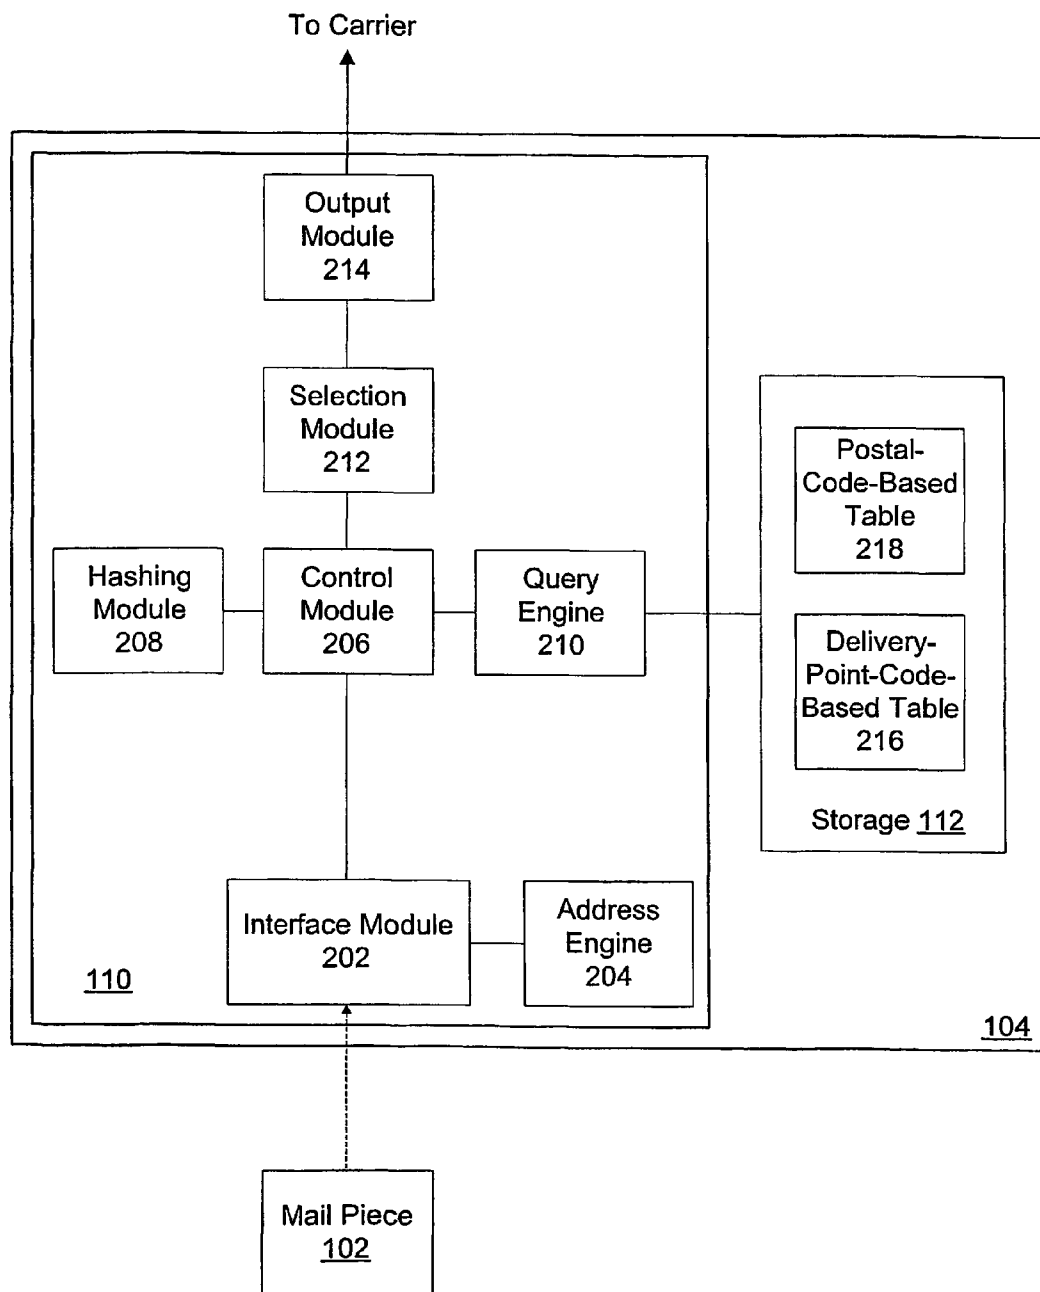 To Carrier
Output
Module
214
Selection
Module
212
Hashing
Module
208
Control
Module
206
Query
Engine
210
Postal-
Code-Based
Table
218
Delivery-
Point-Code-
Based Table
216
Storage 112
Interface Module
202
Address
Engine
204
110
104
Mail Piece
102